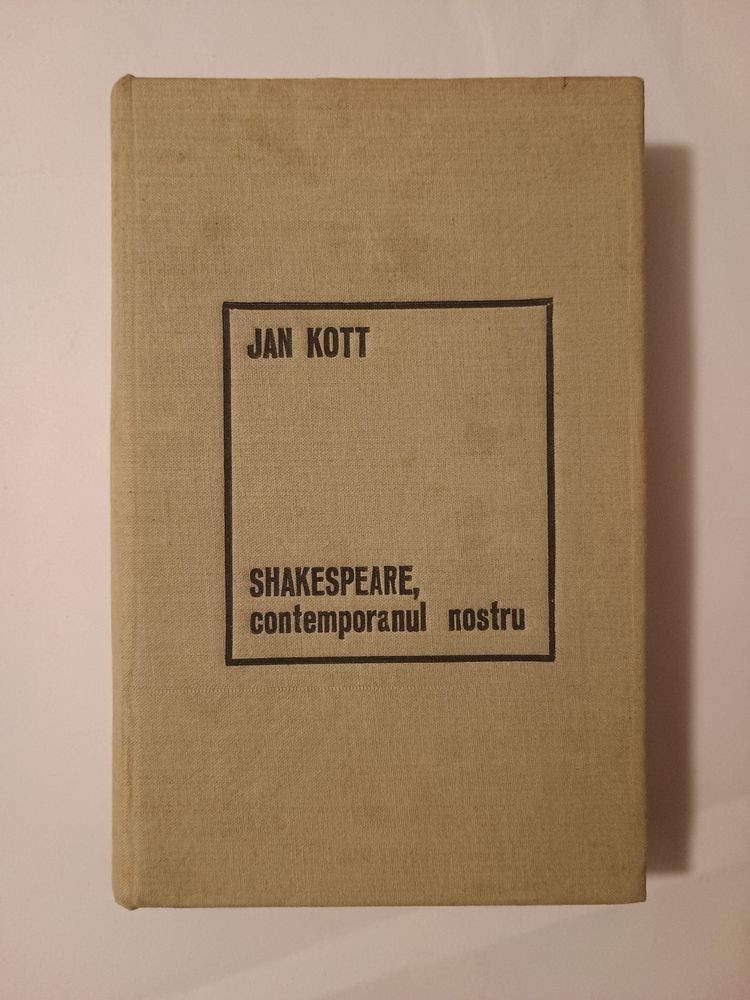 JAN KOTT
SHAKESPEARE,
contemporanul nostru